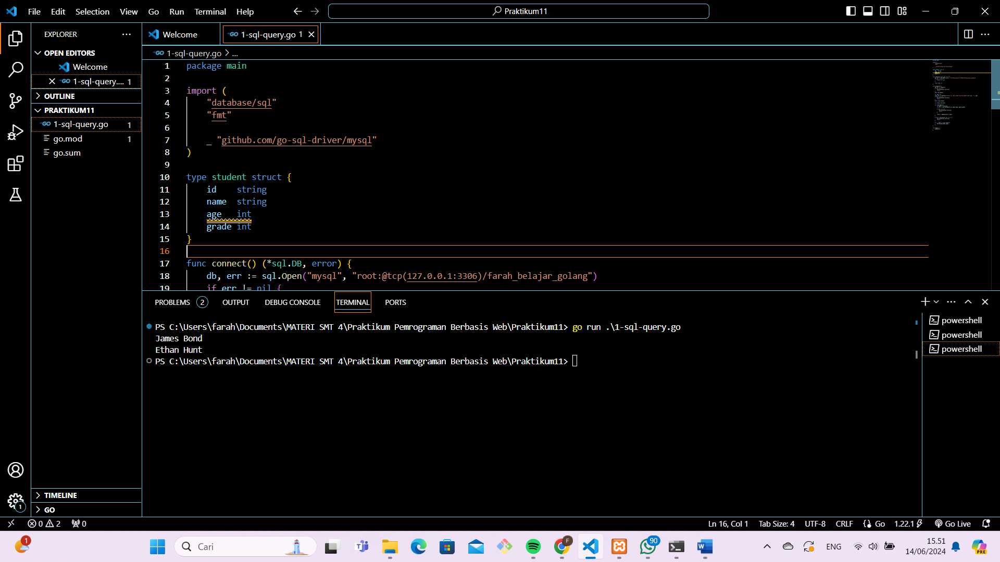 File Edit Selection View Go Run Terminal Help
Praktikum11
EXPLORER
OPEN EDITORS
Welcome
1-sql-query.... 1
OUTLINE
PRAKTIKUM11
1-sql-query.go 1
go.mod 1
go.sum
TIMELINE
GO
1
Welcome
1-sql-query.go 1
1-sql-query.go > ...
1 package main
2
3 import (
4 "database/sql"
5 "fmt"
6
7 _ "github.com/go-sql-driver/mysql"
8 )
9
10 type student struct {
11 id string
12 name string
13 age int
14 grade int
15 }
16
17 func connect() (*sql.DB, error) {
18 db, err := sql.Open("mysql", "root:@tcp(127.0.0.1:3306)/farah_belajar_golang")
19 if err != nil {
PROBLEMS 2 OUTPUT DEBUG CONSOLE TERMINAL PORTS
PS C:\Users\farah\Documents\MATERI SMT 4\Praktikum Pemrograman Berbasis Web\Praktikum11> go run .\1-sql-query.go
James Bond
Ethan Hunt
PS C:\Users\farah\Documents\MATERI SMT 4\Praktikum Pemrograman Berbasis Web\Praktikum11>
powershell
powershell
powershell
0 2 0 Ln 16, Col 1 Tab Size: 4 UTF-8 CRLF {} Go 1.22.1 Go Live
1
Cari
F
90
ENG
15.51
14/06/2024
PRE